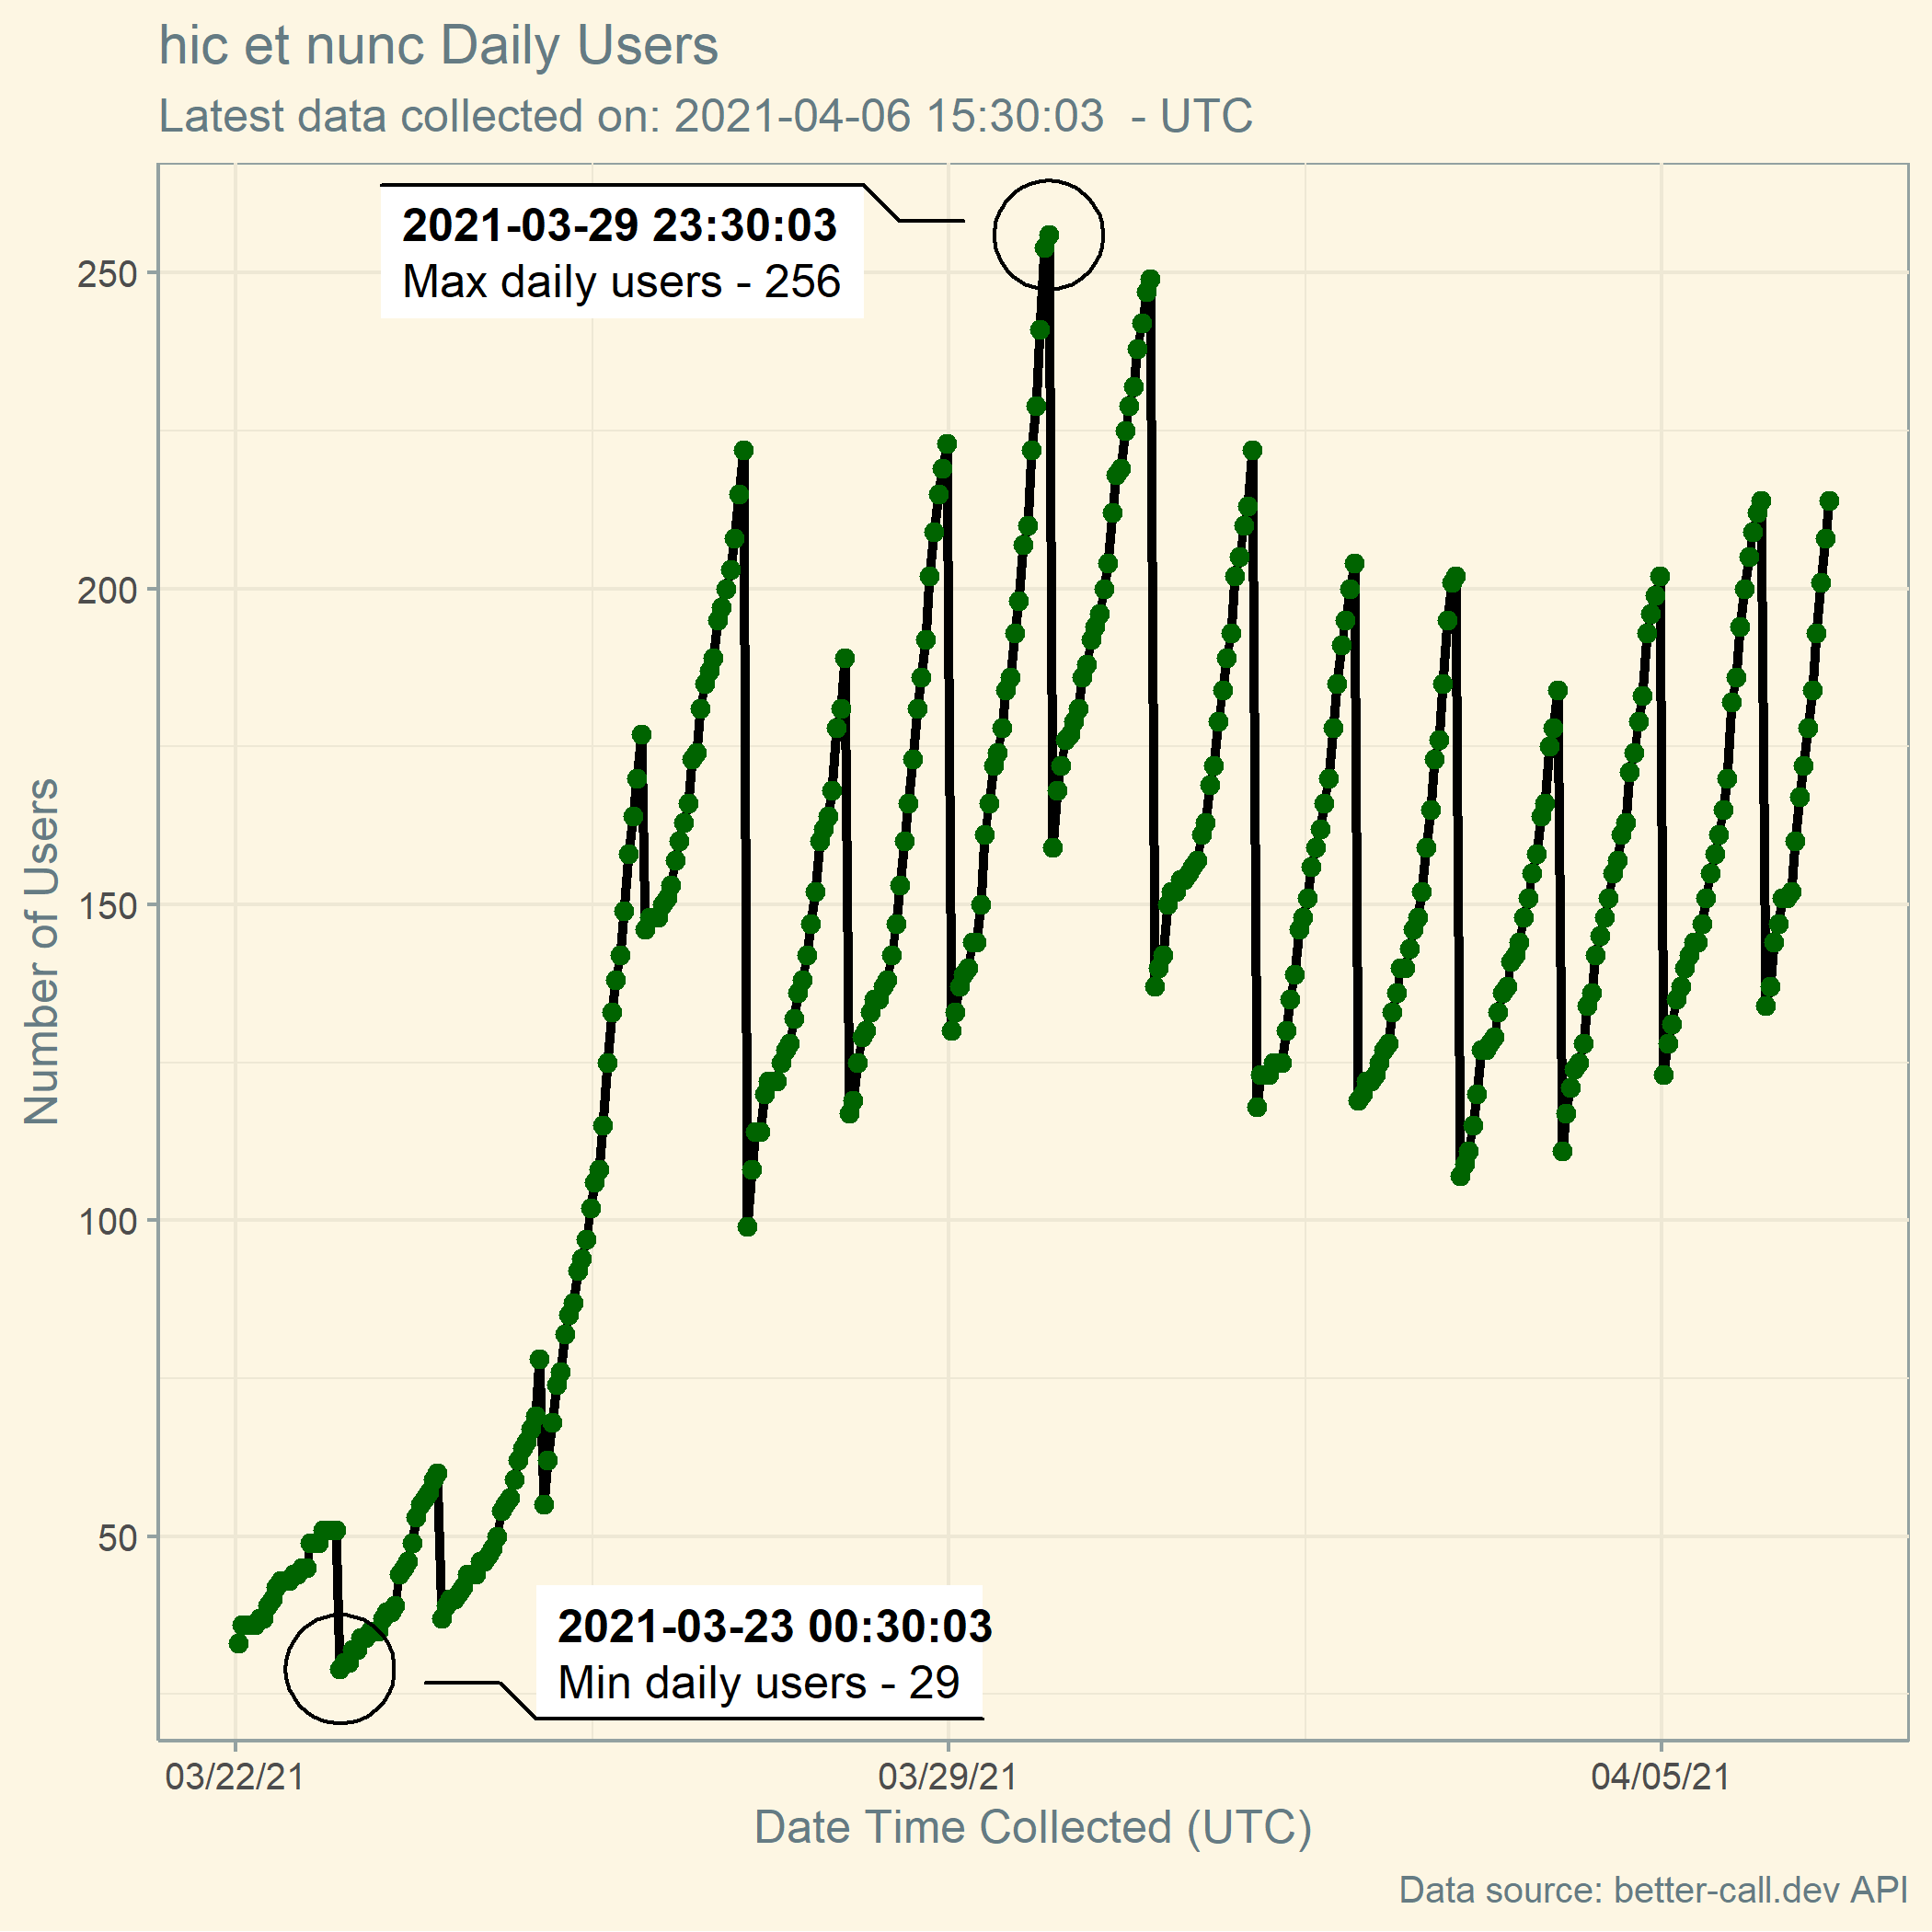 hic et nunc Daily Users
Latest data collected on: 2021-04-06 15:30:03  - UTC
2021-03-29 23:30:03
Max daily users - 256
250
200
150
100
50
Number of Users
2021-03-23 00:30:03
Min daily users - 29
03/22/21
03/29/21
04/05/21
Date Time Collected (UTC)
Data source: better-call.dev API